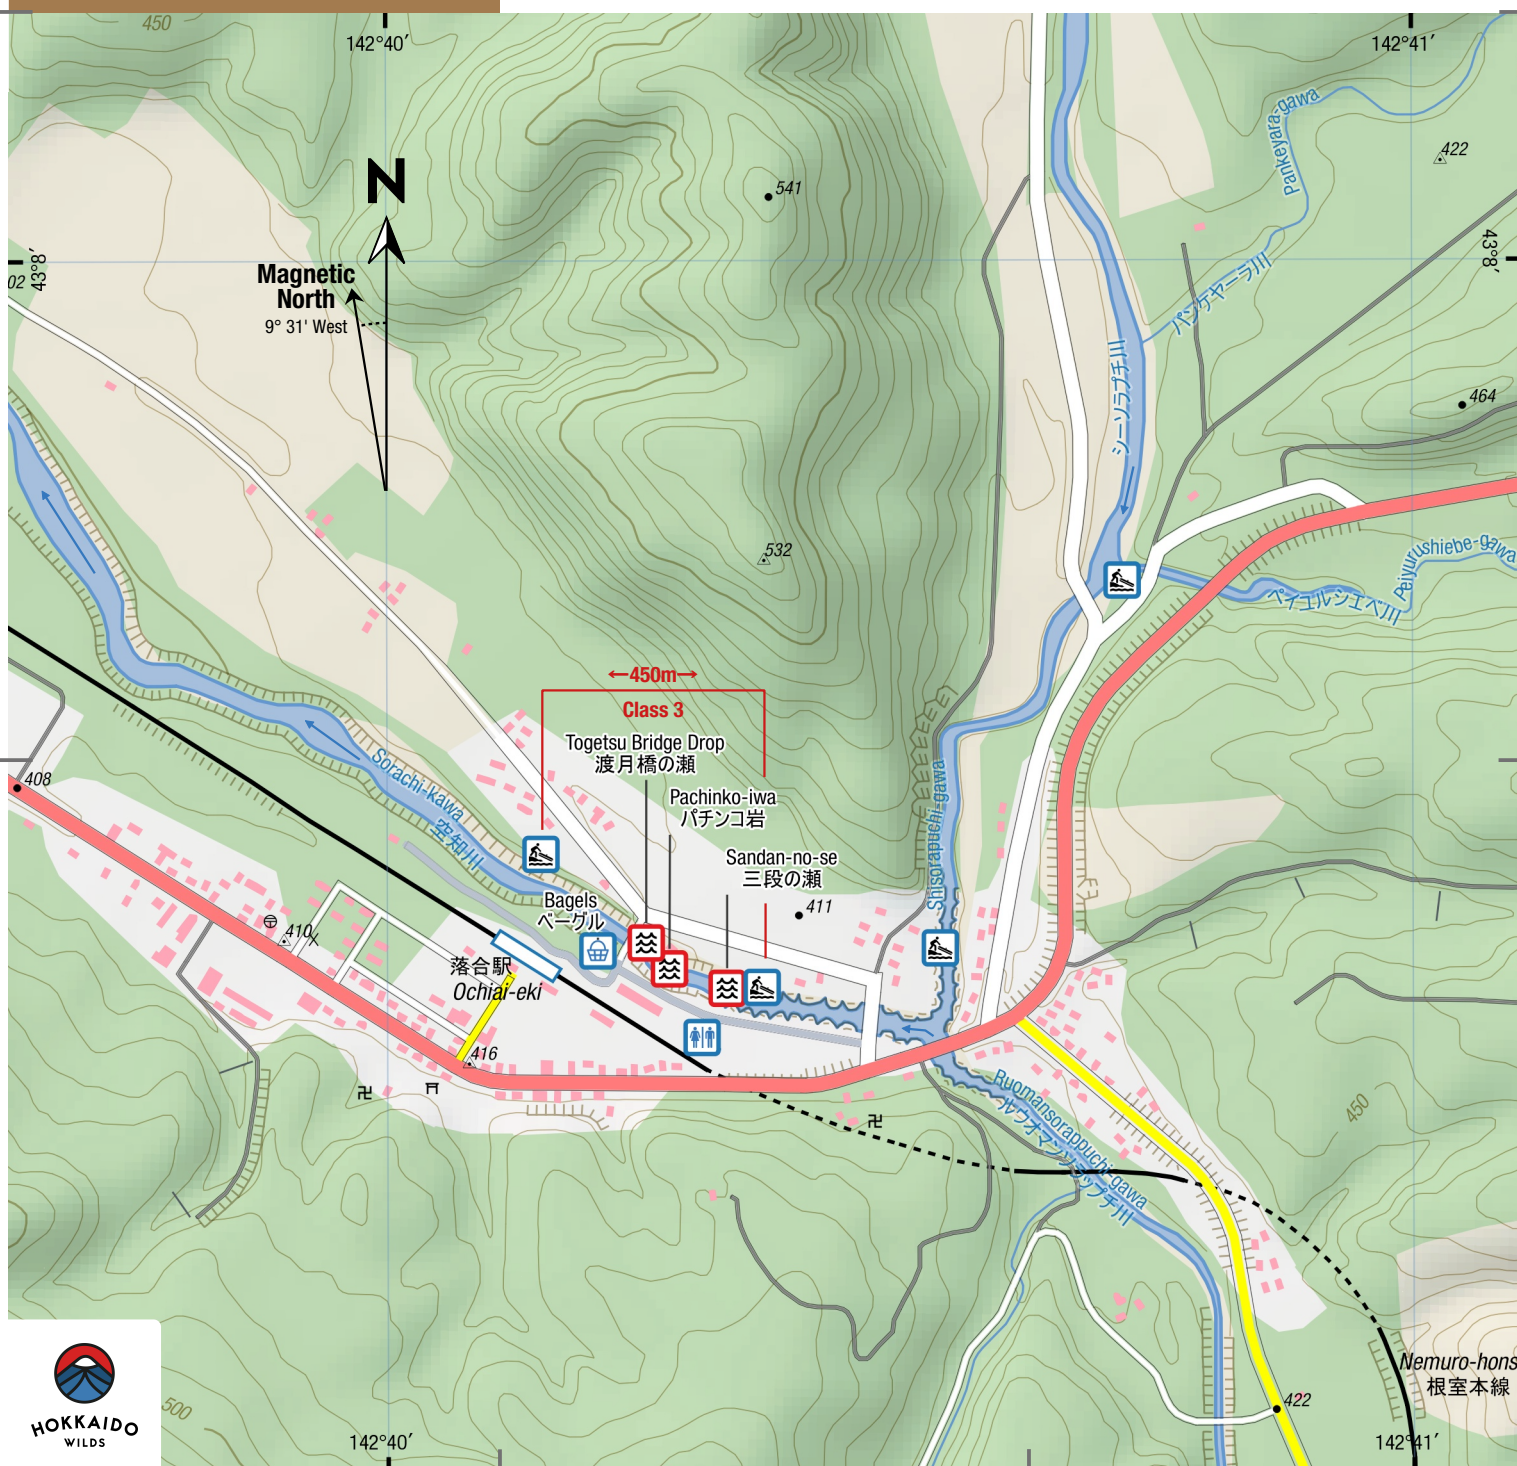 450
142°40′
142°41′
Pankeyara-gawa
422
541
N
43°8′
43°8′
02
Magnetic
North
9° 31' West
パンケヤーラ川
シーソラプチ川
464
532
Peiyurushiebe-gawa
ペイユルシエベ川
←450m→
Class 3
Togetsu Bridge Drop
渡月橋の瀬
Pachinko-iwa
パチンコ岩
Sandan-no-se
三段の瀬
Sorachi-kawa
空知川
408
Shisorapuchi-gawa
Bagels
ベーグル
411
410
落合駅
Ochiai-eki
416
Ruomansorappuchi-gawa
ルウオマンソラップチ川
450
Nemuro-hons
根室本線
422
500
HOKKAIDO
WILDS
142°40′
142°41′